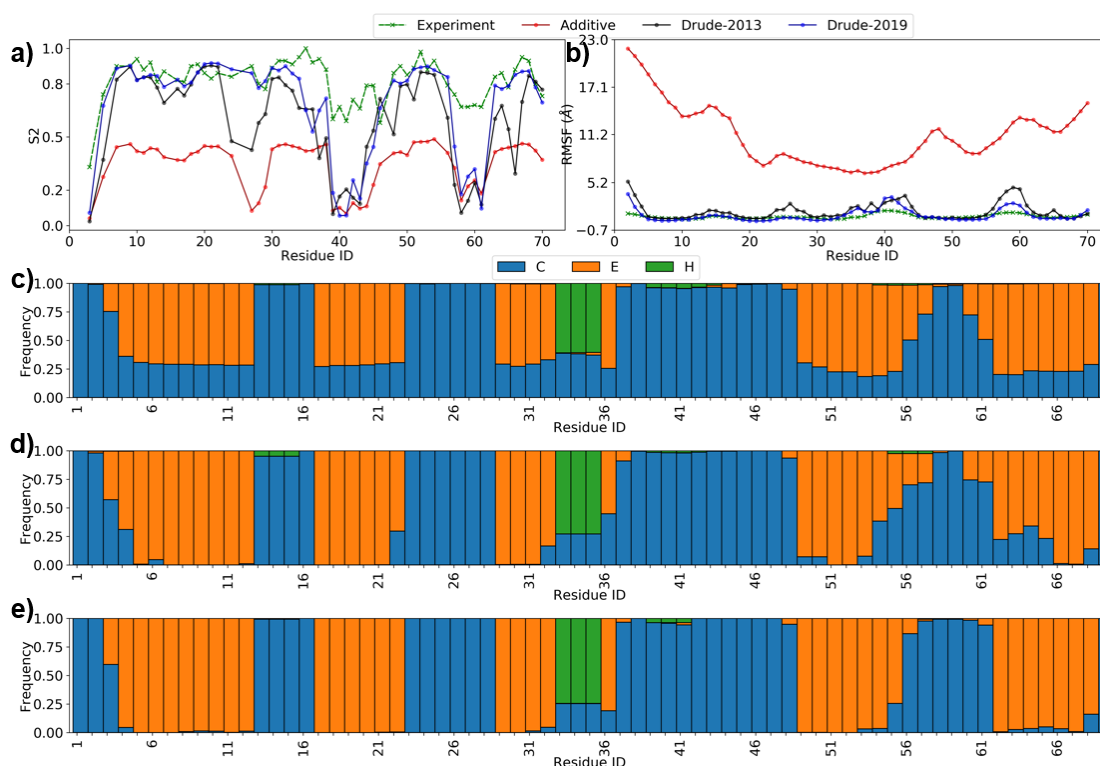 Experiment Additive Drude-2013 Drude-2019
a)
1.0
0.8
0.5
0.2
0.0
S2
0 10 20 30 40 50 60 70
Residue ID
b)
23.0
17.1
11.2
5.2
−0.7
RMSF (Å)
0 10 20 30 40 50 60 70
Residue ID
C E H
c)
1.00
0.75
0.50
0.25
0.00
Frequency
1 6 11 16 21 26 31 36 41 46 51 56 61 66
Residue ID
d)
1.00
0.75
0.50
0.25
0.00
Frequency
1 6 11 16 21 26 31 36 41 46 51 56 61 66
Residue ID
e)
1.00
0.75
0.50
0.25
0.00
Frequency
1 6 11 16 21 26 31 36 41 46 51 56 61 66
Residue ID